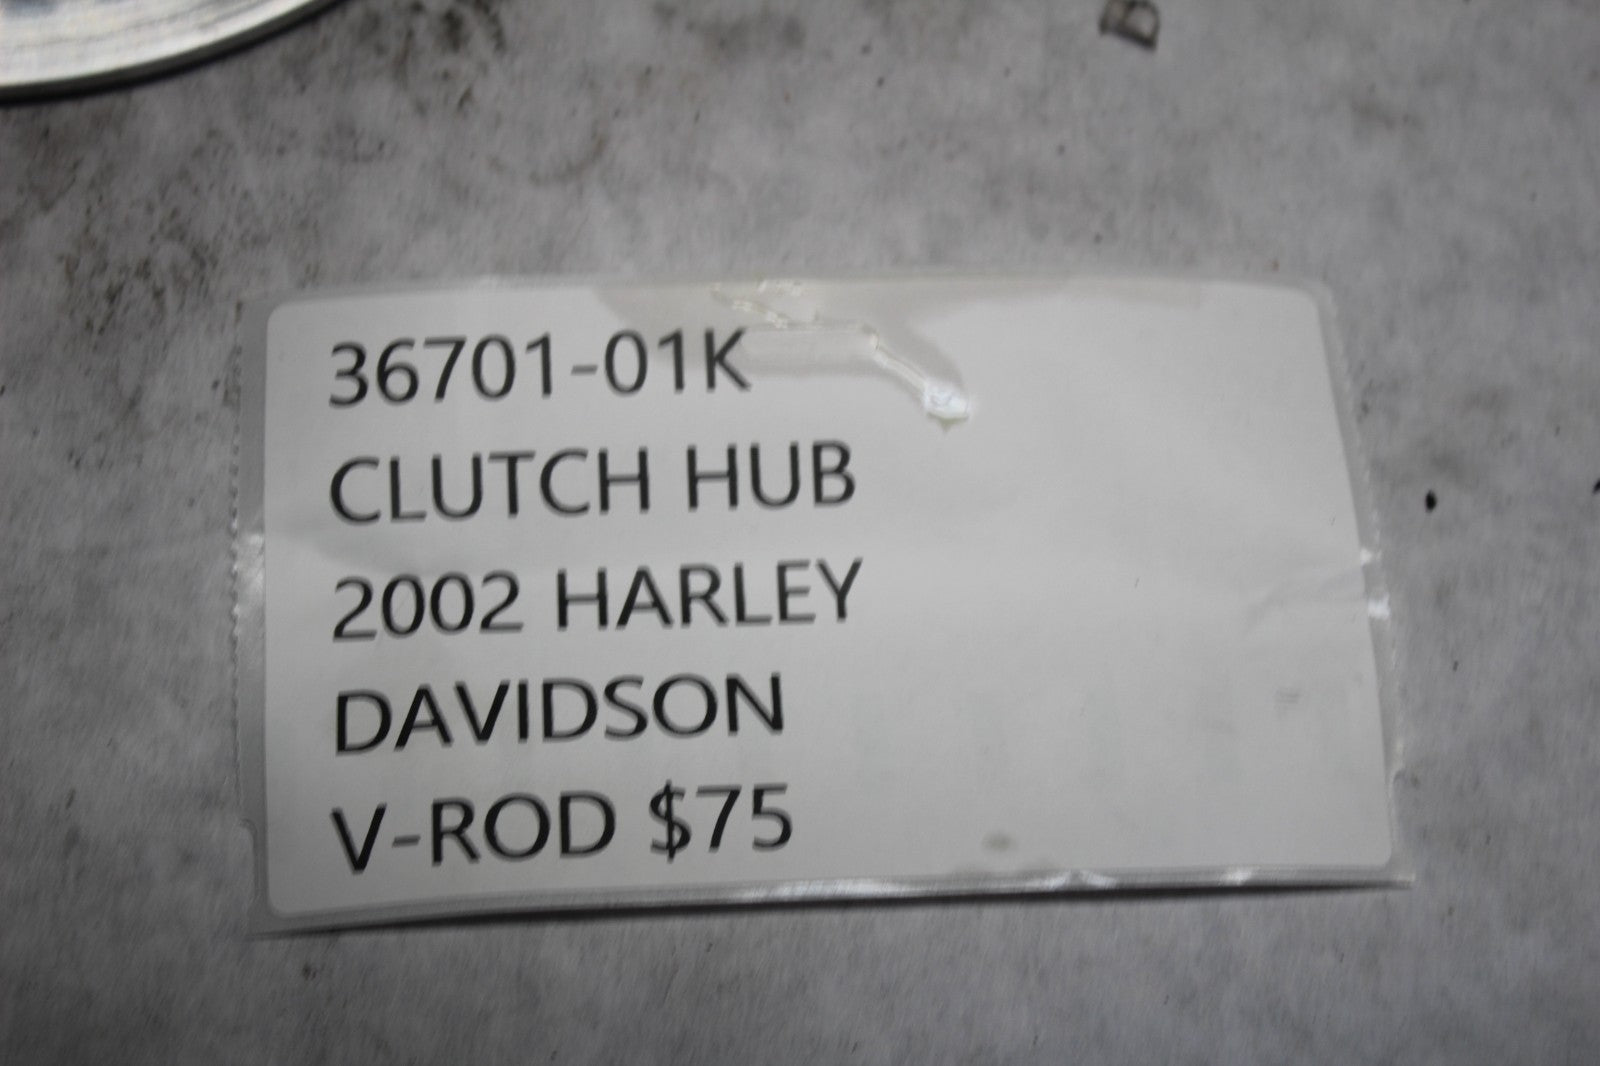 36701-01K
CLUTCH HUB
2002 HARLEY
DAVIDSON
V-ROD $75